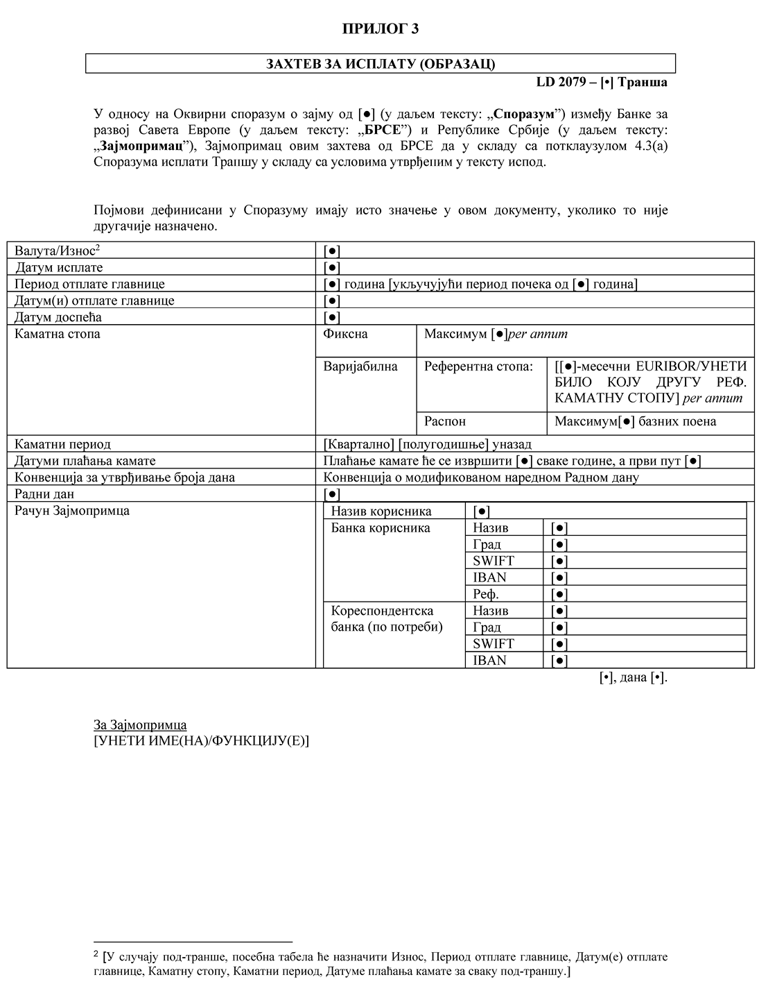 ПРИЛОГ 3
ЗАХТЕВ ЗА ИСПЛАТУ (ОБРАЗАЦ)
LD 2079 – [•] Транша
У односу на Оквирни споразум о зајму од [●] (у даљем тексту: „Споразум”) између Банке за
развој Савета Европе (у даљем тексту: „БРСЕ”) и Републике Србије (у даљем тексту:
„Зајмопримац”), Зајмопримац овим захтева од БРСЕ да у складу са потклаузулом 4.3(а)
Споразума исплати Траншу у складу са условима утврђеним у тексту испод.
Појмови дефинисани у Споразуму имају исто значење у овом документу, уколико то није
другачије назначено.
Валута/Износ² [●]
Датум исплате [●]
Период отплате главнице [●] година [укључујући период почека од [●] година]
Датум(и) отплате главнице [●]
Датум доспећа [●]
Каматна стопа Фиксна Максимум [●]per annum
Варијабилна Референтна стопа: [[●]-месечни EURIBOR/УНЕТИ
БИЛО КОЈУ ДРУГУ РЕФ.
КАМАТНУ СТОПУ] per annum
Распон Максимум[●] базних поена
Каматни период [Квартално] [полугодишње] уназад
Датуми плаћања камате Плаћање камате ће се извршити [●] сваке године, а први пут [●]
Конвенција за утврђивање броја дана Конвенција о модификованом наредном Радном дану
Радни дан [●]
Рачун Зајмопримца Назив корисника [●]
Банка корисника Назив [●]
Град [●]
SWIFT [●]
IBAN [●]
Реф. [●]
Кореспондентска Назив [●]
банка (по потреби) Град [●]
SWIFT [●]
IBAN [●]
[•], дана [•].
За Зајмопримца
[УНЕТИ ИМЕ(НА)/ФУНКЦИЈУ(Е)]
² [У случају под-транше, посебна табела ће назначити Износ, Период отплате главнице, Датум(е) отплате
главнице, Каматну стопу, Каматни период, Датуме плаћања камате за сваку под-траншу.]